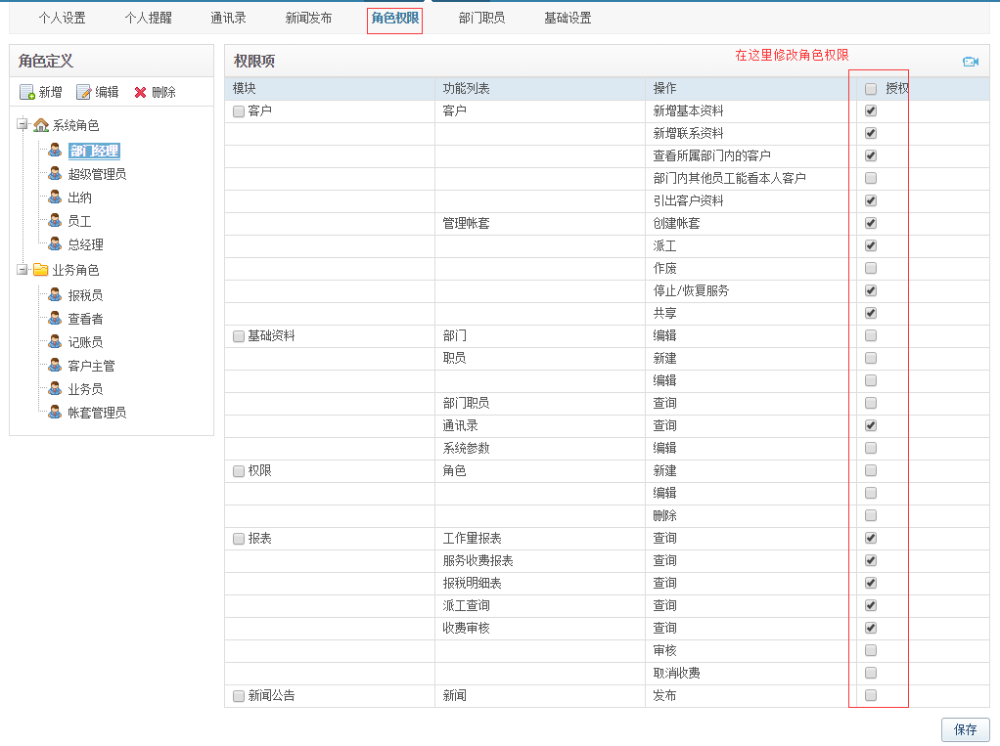 个人设置 个人提醒 通讯录 新闻发布 角色权限 部门职员 基础设置
角色定义
新增 编辑 删除
系统角色
部门经理
超级管理员
出纳
员工
总经理
业务角色
报税员
查看者
记账员
客户主管
业务员
帐套管理员
权限项 在这里修改角色权限
模块 功能列表 操作 授权
客户 客户 新增基本资料
新增联系资料
查看所属部门内的客户
部门内其他员工能看本人客户
引出客户资料
管理帐套 创建帐套
派工
作废
停止/恢复服务
共享
基础资料 部门 编辑
职员 新建
编辑
部门职员 查询
通讯录 查询
系统参数 编辑
权限 角色 新建
编辑
删除
报表 工作量报表 查询
服务收费报表 查询
报税明细表 查询
派工查询 查询
收费审核 查询
审核
取消收费
新闻公告 新闻 发布
保存